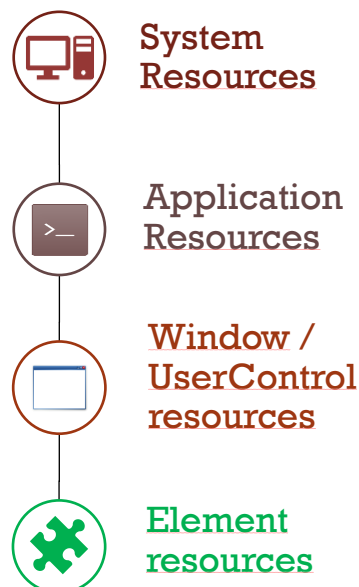 System
Resources
Application
Resources
>_
Window /
UserControl
resources
Element
resources